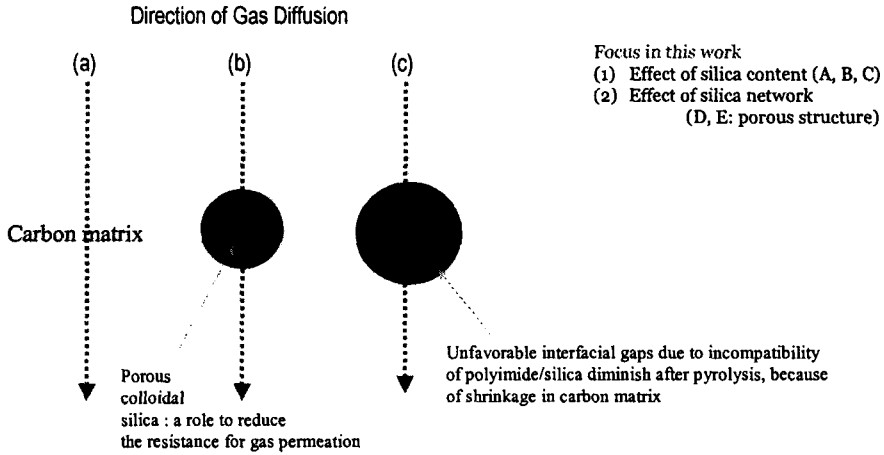 Direction of Gas Diffusion
(a)
(b)
(c)
Focus in this work
(1) Effect of silica content (A, B, C)
(2) Effect of silica network
(D, E: porous structure)
Carbon matrix
Porous
colloidal
silica : a role to reduce
the resistance for gas permeation
Unfavorable interfacial gaps due to incompatibility
of polyimide/silica diminish after pyrolysis, because
of shrinkage in carbon matrix